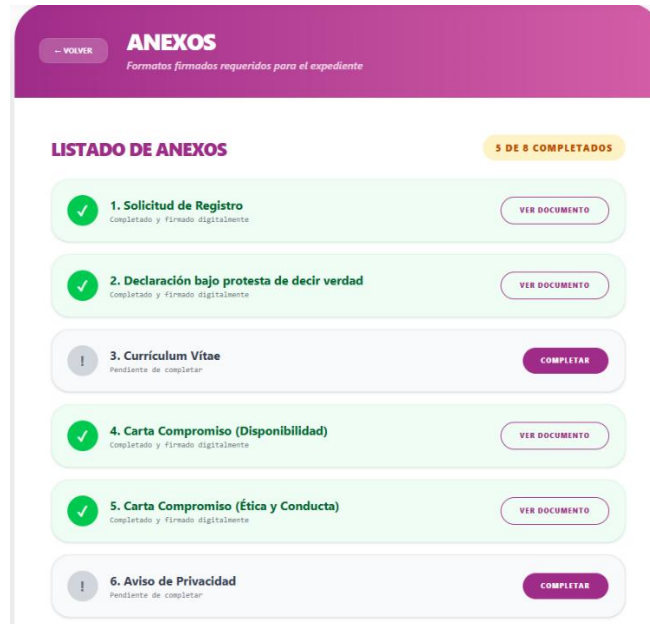 ← VOLVER
ANEXOS
Formatos firmados requeridos para el expediente
LISTADO DE ANEXOS
5 DE 8 COMPLETADOS
1. Solicitud de Registro
Completado y firmado digitalmente
VER DOCUMENTO
2. Declaración bajo protesta de decir verdad
Completado y firmado digitalmente
VER DOCUMENTO
3. Currículum Vítae
Pendiente de completar
COMPLETAR
4. Carta Compromiso (Disponibilidad)
Completado y firmado digitalmente
VER DOCUMENTO
5. Carta Compromiso (Ética y Conducta)
Completado y firmado digitalmente
VER DOCUMENTO
6. Aviso de Privacidad
Pendiente de completar
COMPLETAR